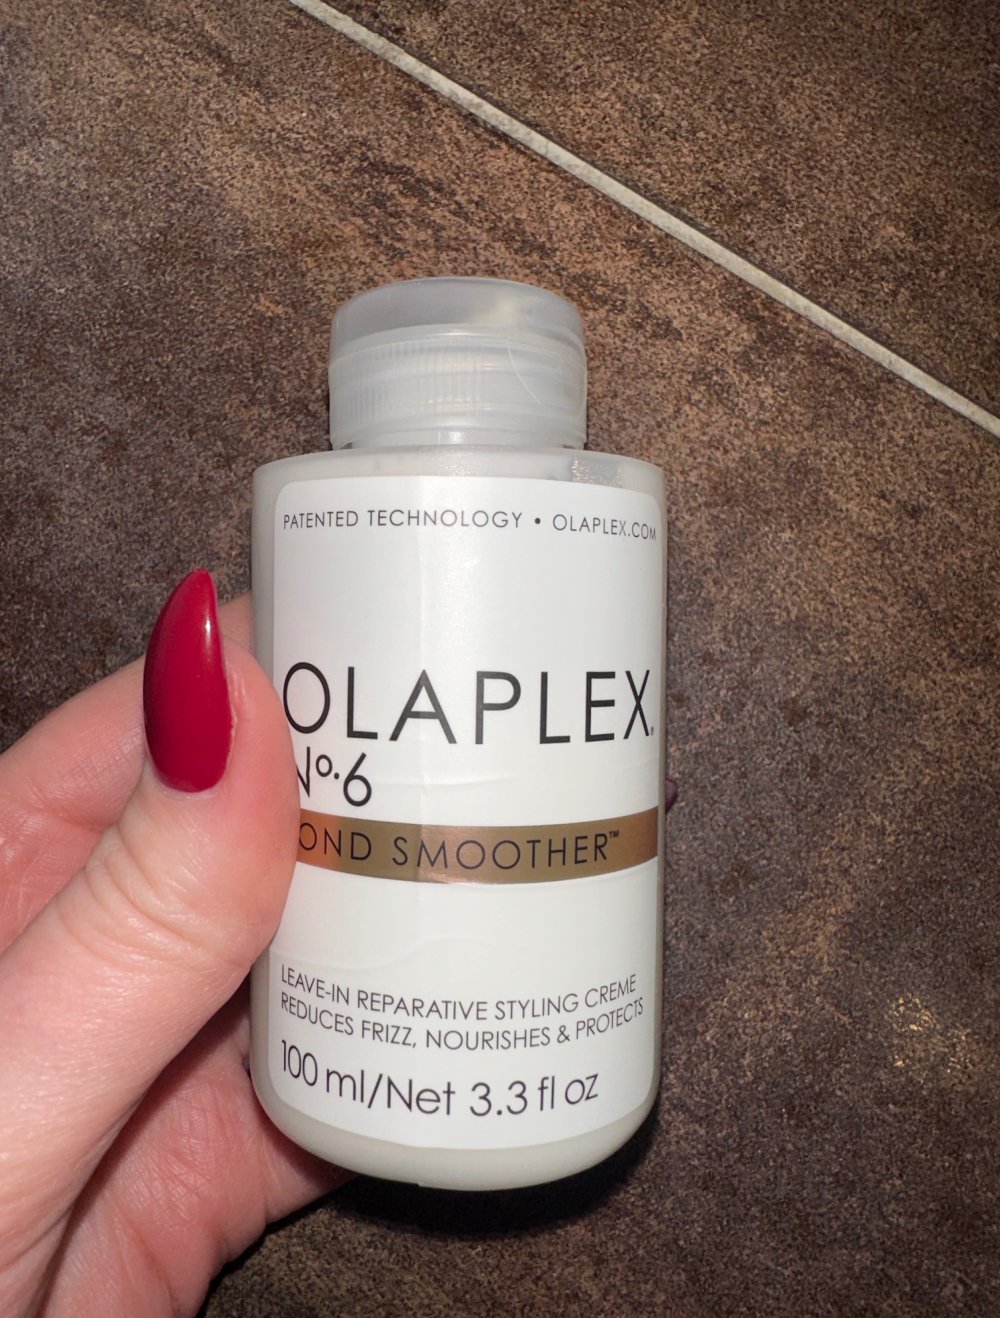 PATENTED TECHNOLOGY • OLAPLEX.COM
OLAPLEX®
Nº.6
OND SMOOTHER™
LEAVE-IN REPARATIVE STYLING CREME
REDUCES FRIZZ, NOURISHES & PROTECTS
100 ml/Net 3.3 fl oz